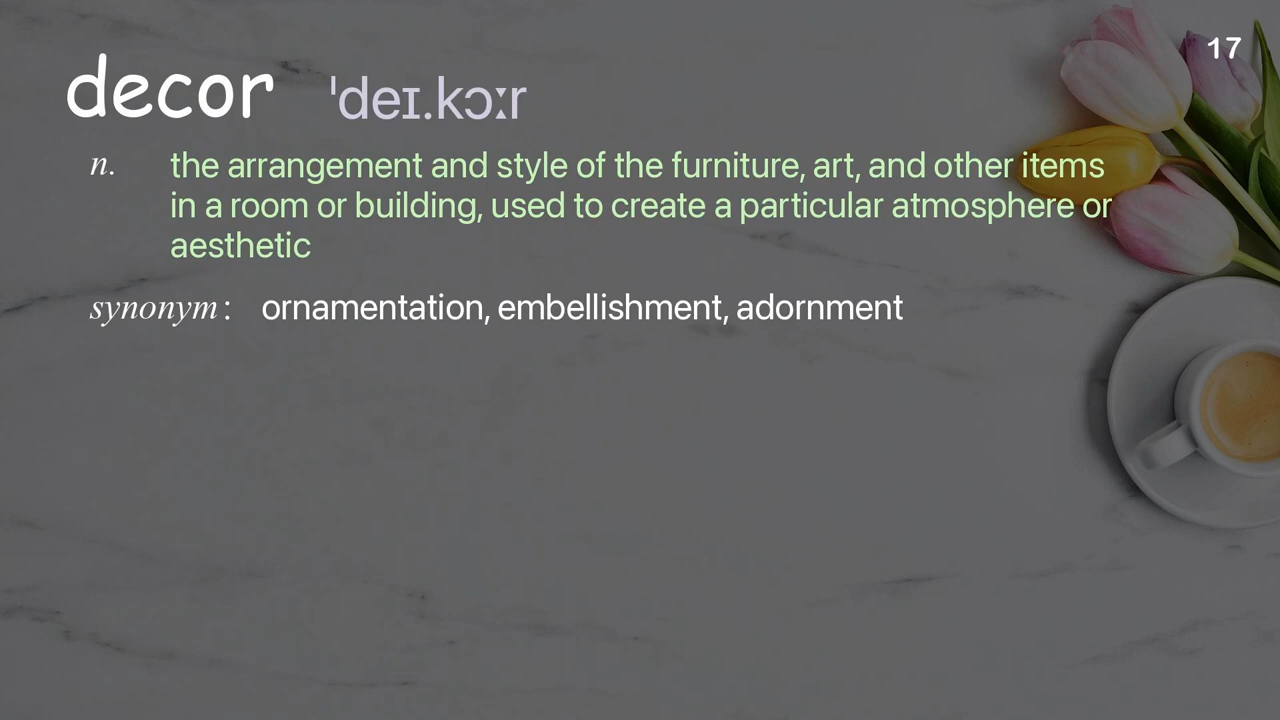 17
decor ˈdeɪ.kɔːr
n. the arrangement and style of the furniture, art, and other items
in a room or building, used to create a particular atmosphere or
aesthetic
synonym: ornamentation, embellishment, adornment